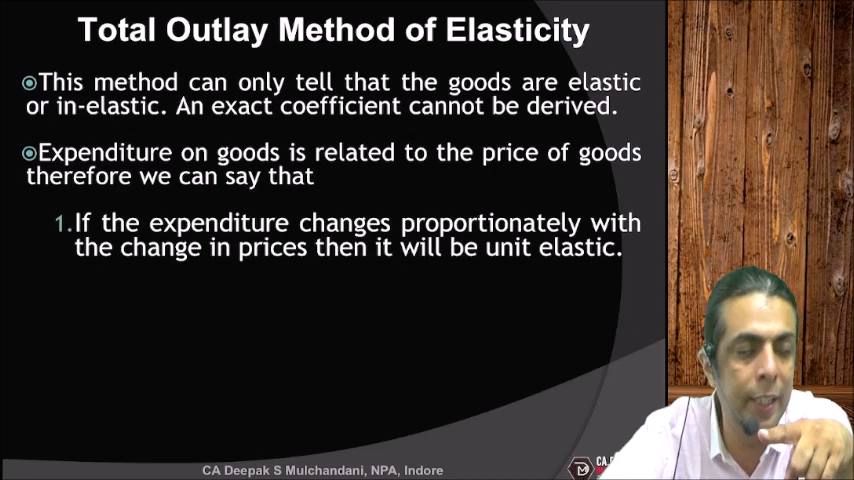 Total Outlay Method of Elasticity
This method can only tell that the goods are elastic
or in-elastic. An exact coefficient cannot be derived.
Expenditure on goods is related to the price of goods
therefore we can say that
1.If the expenditure changes proportionately with
the change in prices then it will be unit elastic.
CA Deepak S Mulchandani, NPA, Indore